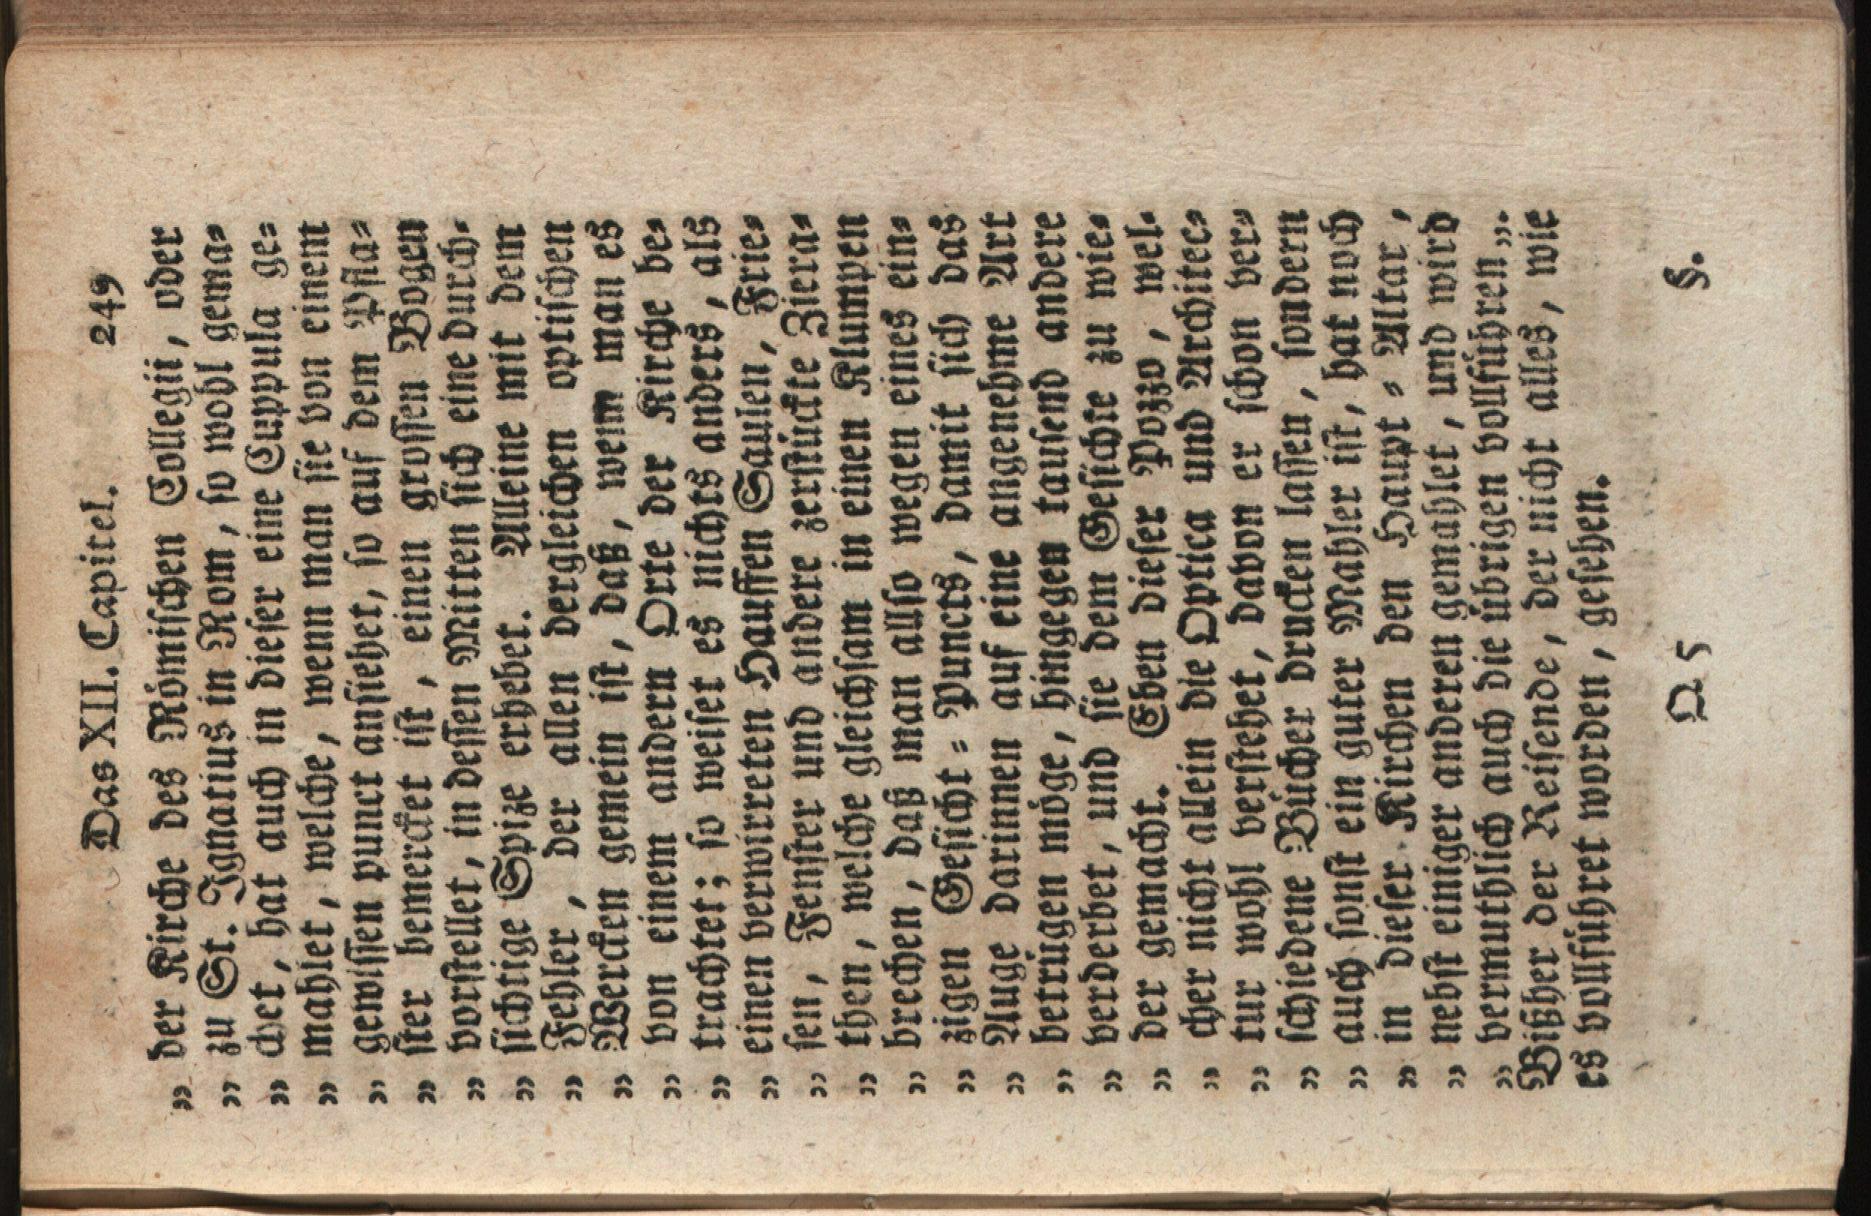 Das XII. Capitel. 249
„ der Kirche des Römischen Collegii, oder
„ zu St. Ignatius in Rom, so wohl gema⸗
„ chet, hat auch in dieser eine Cuppula ge⸗
„ mahlet, welche, wenn man sie von einem
„ gewissen punct ansiehet, so auf dem Pfla⸗
„ ster bemercket ist, einen grossen Bogen
„ vorstellet, in dessen Mitten sich eine durch⸗
„ sichtige Spize erhebet. Alleine mit dem
„ Fehler, der allen dergleichen optischen
„ Wercken gemein ist, daß, wenn man es
„ von einem andern Orte der Kirche be⸗
„ trachtet; so weiset es nichts anders, als
„ einen verwirreten Hauffen Saulen, Frie⸗
„ sen, Fenster und andere zerstückte Ziera⸗
„ then, welche gleichsam in einen Klumpen
„ brechen, daß man allso wegen eines ein⸗
„ zigen Gesicht⸗Puncts, damit sich das
„ Auge darinnen auf eine angenehme Art
„ betrügen möge, hingegen tausend andere
„ verderbet, und sie dem Gesichte zu wie⸗
„ der gemacht. Eben dieser Pozzo, wel⸗
„ cher nicht allein die Optica und Architec⸗
„ tur wohl verstehet, davon er schon ver⸗
„ schiedene Bücher drucken lassen, sondern
„ auch sonst ein guter Mahler ist, hat noch
„ in dieser Kirchen den Haupt⸗Altar,
„ nebst einiger anderen gemahlet, und wird
„ vermuthlich auch die übrigen vollführen „.
Bißher der Reisende, der nicht alles, wie
es vollführet worden, gesehen.
Q 5 §.